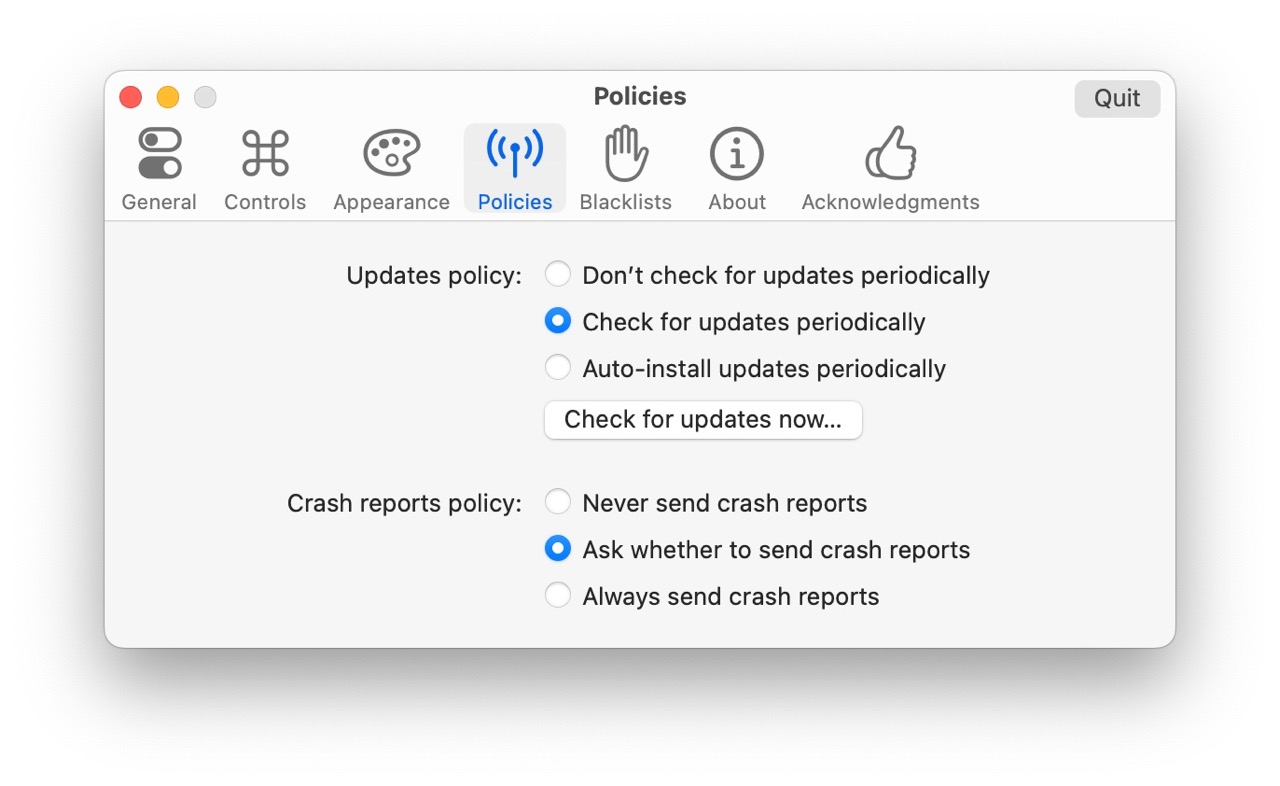 Policies
Quit
General
Controls
Appearance
Policies
Blacklists
About
Acknowledgments
Updates policy:
Don’t check for updates periodically
Check for updates periodically
Auto-install updates periodically
Check for updates now...
Crash reports policy:
Never send crash reports
Ask whether to send crash reports
Always send crash reports